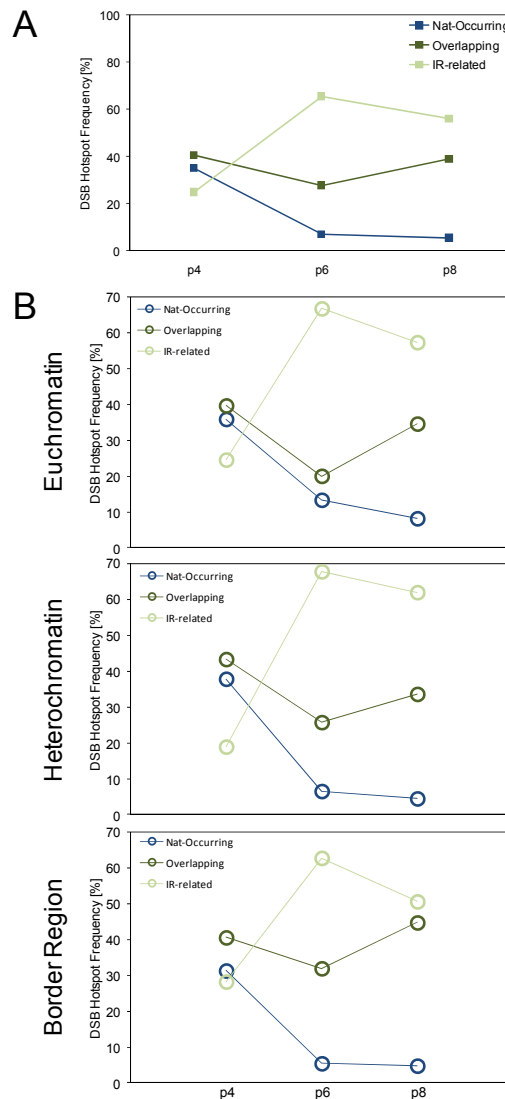 A
Nat-Occurring
Overlapping
IR-related
DSB Hotspot Frequency [%]
100
80
60
40
20
0
p4 p6 p8
B
Euchromatin
DSB Hotspot Frequency [%]
70
60
50
40
30
20
10
0
Nat-Occurring
Overlapping
IR-related
Heterochromatin
DSB Hotspot Frequency [%]
70
60
50
40
30
20
10
0
Nat-Occurring
Overlapping
IR-related
Border Region
DSB Hotspot Frequency [%]
70
60
50
40
30
20
10
0
Nat-Occurring
Overlapping
IR-related
p4 p6 p8